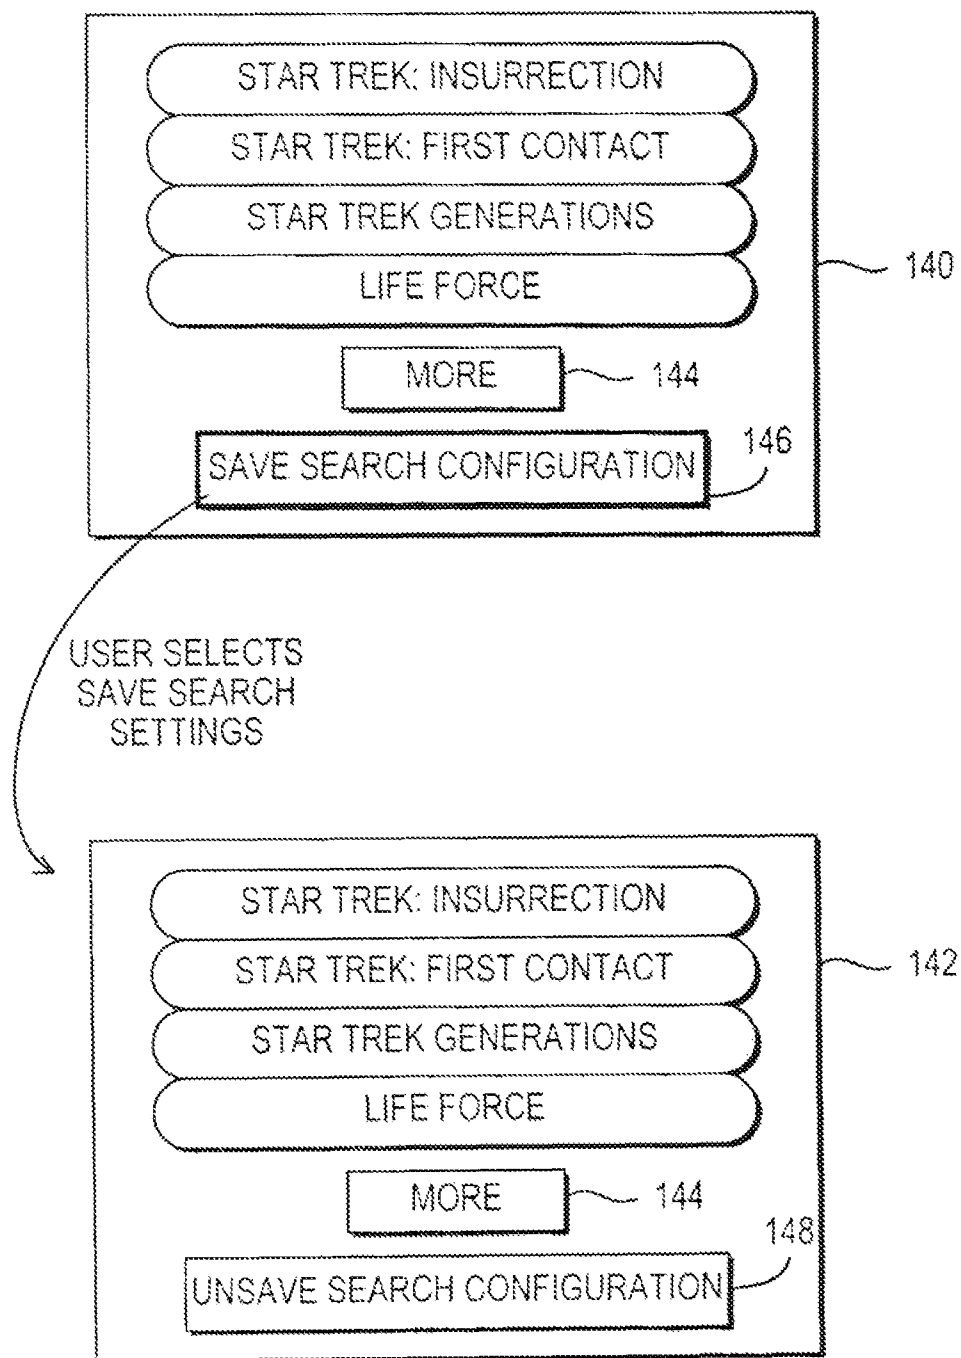 STAR TREK: INSURRECTION
STAR TREK: FIRST CONTACT
STAR TREK GENERATIONS
LIFE FORCE
140
MORE
144
146
SAVE SEARCH CONFIGURATION
USER SELECTS
SAVE SEARCH
SETTINGS
STAR TREK: INSURRECTION
STAR TREK: FIRST CONTACT
142
STAR TREK GENERATIONS
LIFE FORCE
MORE
144
148
UNSAVE SEARCH CONFIGURATION